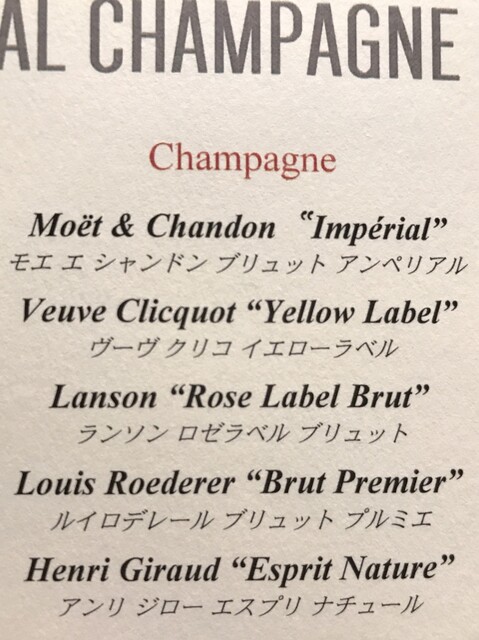 AL CHAMPAGNE
Champagne
Moët & Chandon 〝Impérial”
モエ エ シャンドン ブリュット アンペリアル
Veuve Clicquot “Yellow Label”
ヴーヴ クリコ イエローラベル
Lanson “Rose Label Brut”
ランソン ロゼラベル ブリュット
Louis Roederer “Brut Premier”
ルイロデレール ブリュット プルミエ
Henri Giraud “Esprit Nature”
アンリ ジロー エスプリ ナチュール